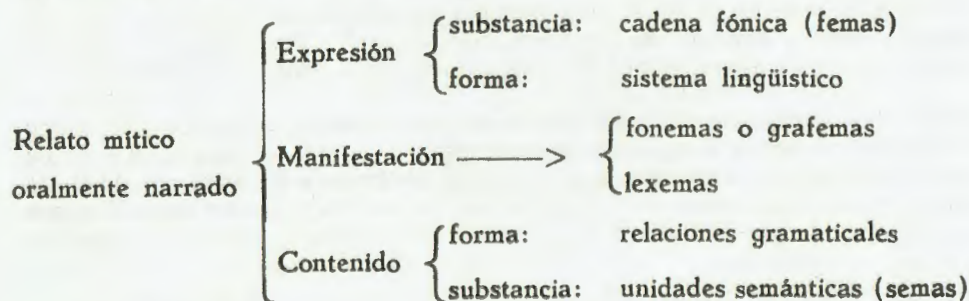 Expresión substancia: cadena fónica (femas)
forma: sistema lingüístico
Relato mítico
oralmente narrado
Manifestación ———> fonemas o grafemas
lexemas
Contenido forma: relaciones gramaticales
substancia: unidades semánticas (semas)